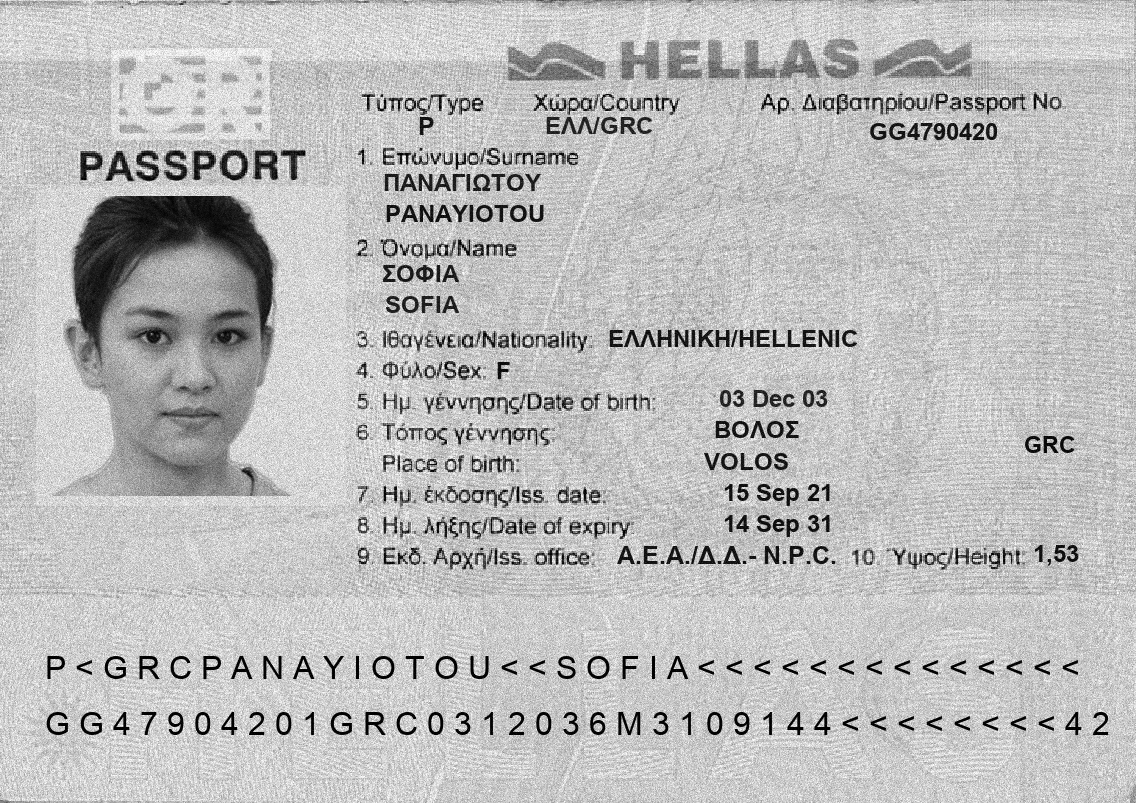 HELLAS
PASSPORT
Τύπος/Type Χώρα/Country Αρ. Διαβατηρίου/Passport No
P ΕΛΛ/GRC GG4790420
1. Επώνυμο/Surname
ΠΑΝΑΓΙΩΤΟΥ
PANAYIOTOU
2. Όνομα/Name
ΣΟΦΙΑ
SOFIA
3. Ιθαγένεια/Nationality: ΕΛΛΗΝΙΚΗ/HELLENIC
4. Φύλο/Sex: F
5. Ημ. γέννησης/Date of birth: 03 Dec 03
6. Τόπος γέννησης: ΒΟΛΟΣ
GRC
Place of birth: VOLOS
7. Ημ. έκδοσης/Iss. date: 15 Sep 21
8. Ημ. λήξης/Date of expiry: 14 Sep 31
9. Εκδ. Αρχή/Iss. office: Α.Ε.Α./Δ.Δ.- N.P.C. 10. Ύψος/Height: 1,53
P<GRCPANAYIOTOU<<SOFIA<<<<<<<<<<<<<<
GG47904201GRC0312036M3109144<<<<<<<<42